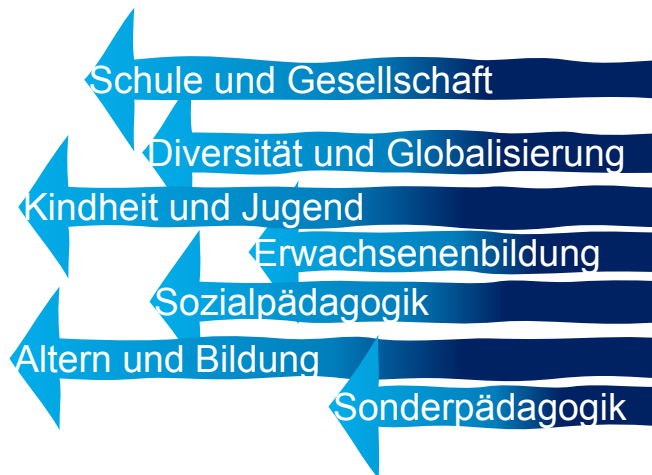 Schule und Gesellschaft
Diversität und Globalisierung
Kindheit und Jugend
Erwachsenenbildung
Sozialpädagogik
Altern und Bildung
Sonderpädagogik